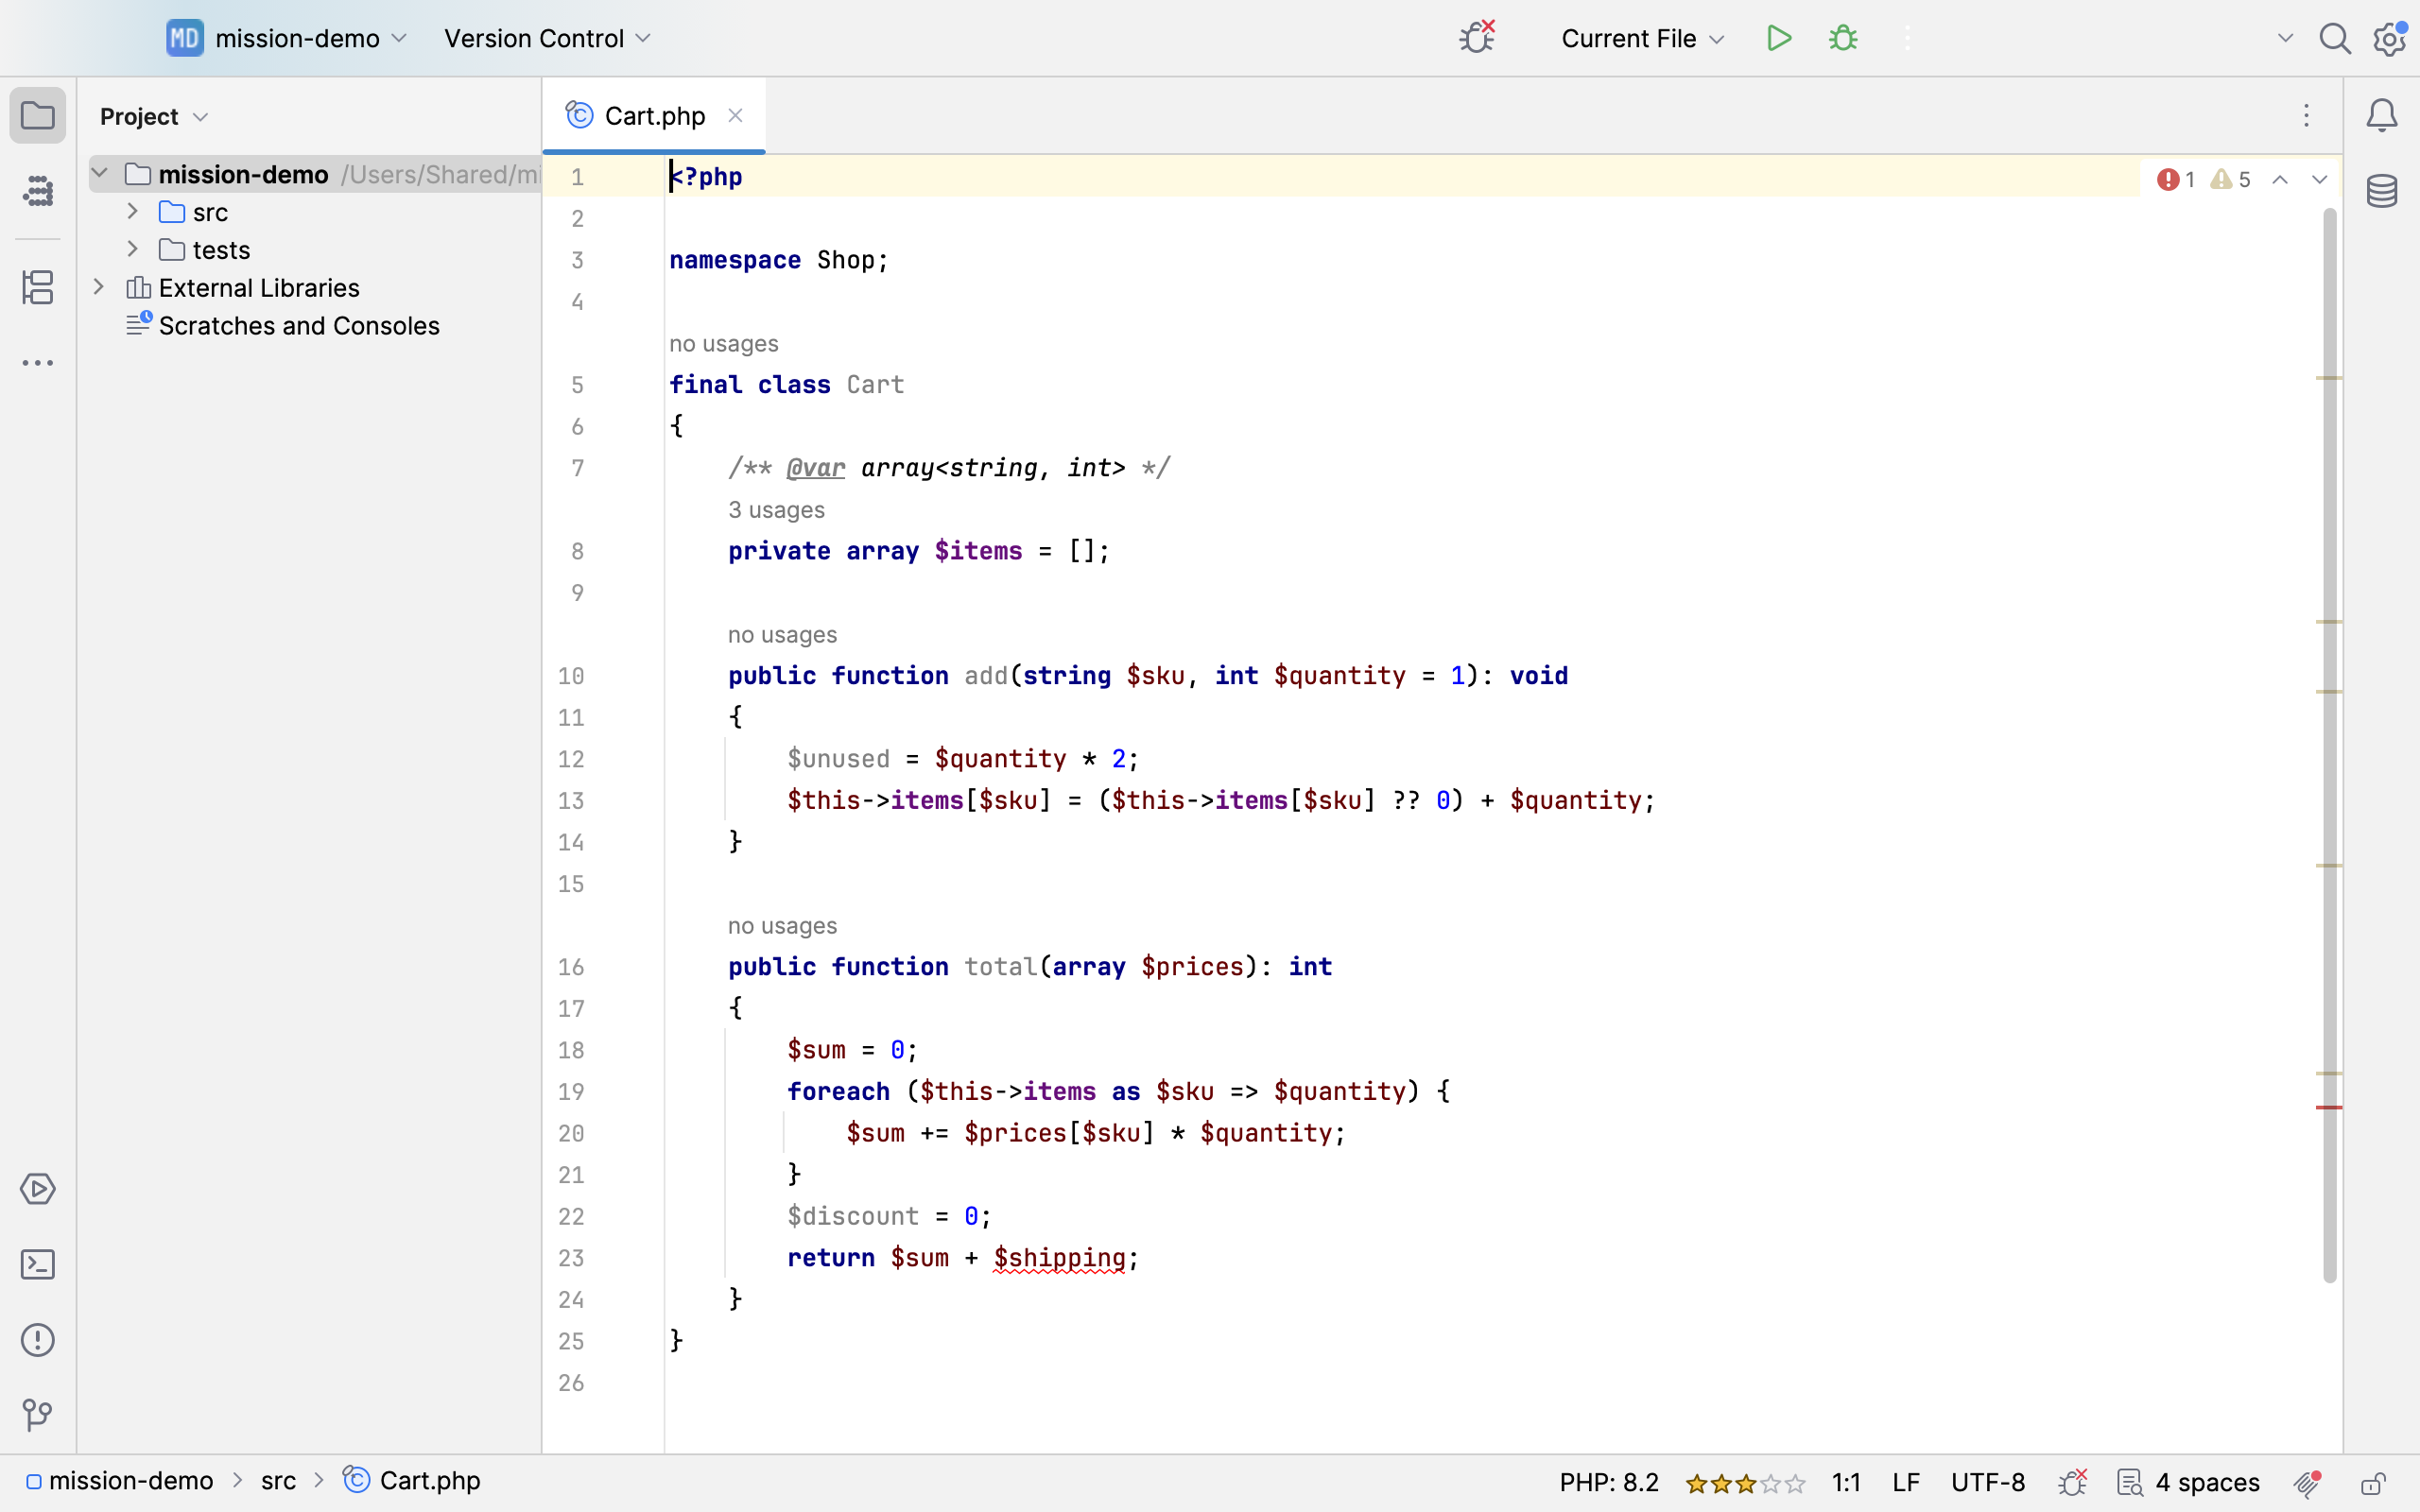 MD mission-demo Version Control Current File
Project Cart.php
mission-demo /Users/Shared/mi
src
tests
External Libraries
Scratches and Consoles
1 5
1 <?php
2
3 namespace Shop;
4
no usages
5 final class Cart
6 {
7 /** @var array<string, int> */
3 usages
8 private array $items = [];
9
no usages
10 public function add(string $sku, int $quantity = 1): void
11 {
12 $unused = $quantity * 2;
13 $this->items[$sku] = ($this->items[$sku] ?? 0) + $quantity;
14 }
15
no usages
16 public function total(array $prices): int
17 {
18 $sum = 0;
19 foreach ($this->items as $sku => $quantity) {
20 $sum += $prices[$sku] * $quantity;
21 }
22 $discount = 0;
23 return $sum + $shipping;
24 }
25 }
26
mission-demo src Cart.php PHP: 8.2 1:1 LF UTF-8 4 spaces